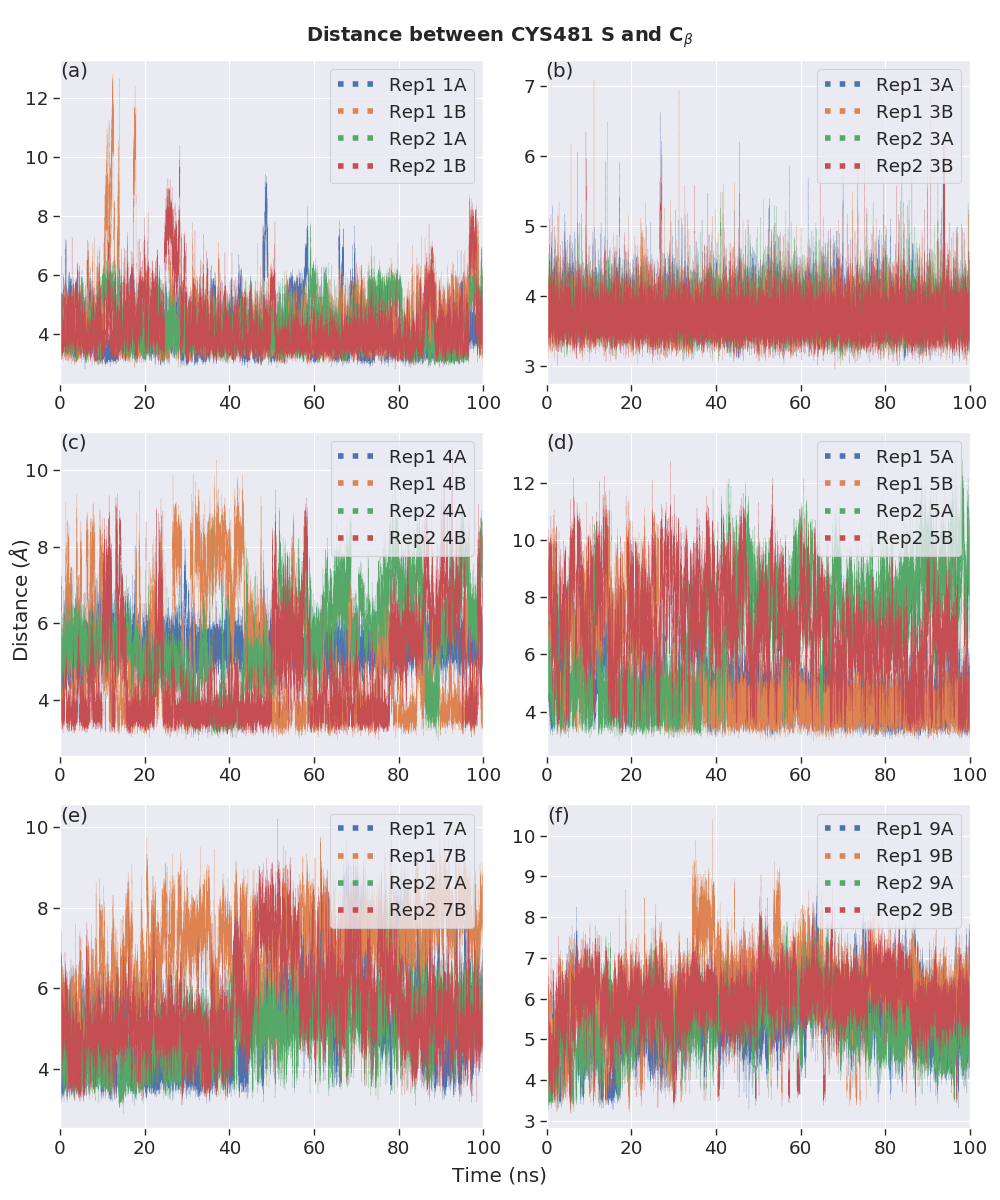 Distance between CYS481 S and Cβ
(a)
Rep1 1A
Rep1 1B
Rep2 1A
Rep2 1B
12
10
8
6
4
0 20 40 60 80 100
(b)
Rep1 3A
Rep1 3B
Rep2 3A
Rep2 3B
7
6
5
4
3
0 20 40 60 80 100
(c)
Rep1 4A
Rep1 4B
Rep2 4A
Rep2 4B
10
8
6
4
0 20 40 60 80 100
(d)
Rep1 5A
Rep1 5B
Rep2 5A
Rep2 5B
12
10
8
6
4
0 20 40 60 80 100
Distance (Å)
(e)
Rep1 7A
Rep1 7B
Rep2 7A
Rep2 7B
10
8
6
4
0 20 40 60 80 100
(f)
Rep1 9A
Rep1 9B
Rep2 9A
Rep2 9B
10
9
8
7
6
5
4
3
0 20 40 60 80 100
Time (ns)